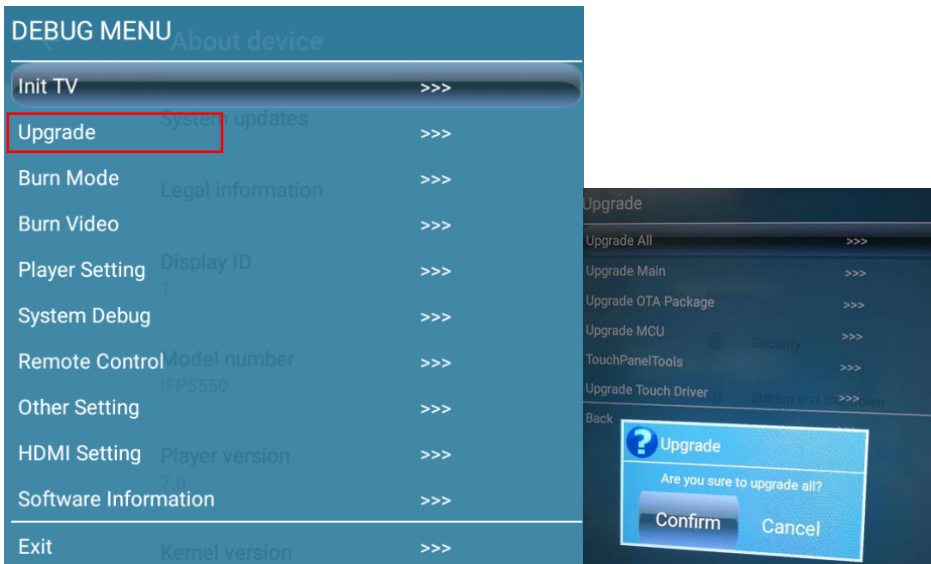 DEBUG MENU
About device
Init TV >>>
System updates
Upgrade >>>
Burn Mode >>>
Legal information
Burn Video >>>
Player Setting >>>
Display ID
1
System Debug >>>
Remote Control >>>
Model number
IFP5550
Other Setting >>>
HDMI Setting >>>
Player version
7.0
Software Information >>>
Exit >>>
Kernel version
Upgrade
Upgrade All >>>
Upgrade Main >>>
Upgrade OTA Package >>>
Upgrade MCU >>>
Security
TouchPanelTools >>>
Upgrade Touch Driver >>>
Startup and shutdown
Back
Upgrade
Are you sure to upgrade all?
Confirm Cancel